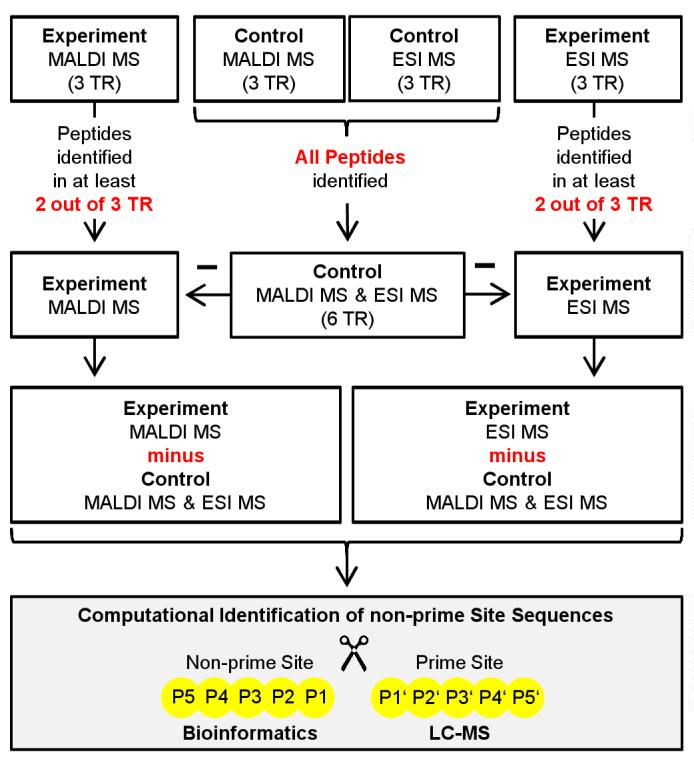 Experiment
MALDI MS
(3 TR)
Control
MALDI MS
(3 TR)
Control
ESI MS
(3 TR)
Experiment
ESI MS
(3 TR)
Peptides
identified
in at least
2 out of 3 TR
All Peptides
identified
Peptides
identified
in at least
2 out of 3 TR
Experiment
MALDI MS
–
Control
MALDI MS & ESI MS
(6 TR)
–
Experiment
ESI MS
Experiment
MALDI MS
minus
Control
MALDI MS & ESI MS
Experiment
ESI MS
minus
Control
MALDI MS & ESI MS
Computational Identification of non-prime Site Sequences
Non-prime Site
Prime Site
P5 P4 P3 P2 P1
P1‘ P2‘ P3‘ P4‘ P5‘
Bioinformatics
LC-MS